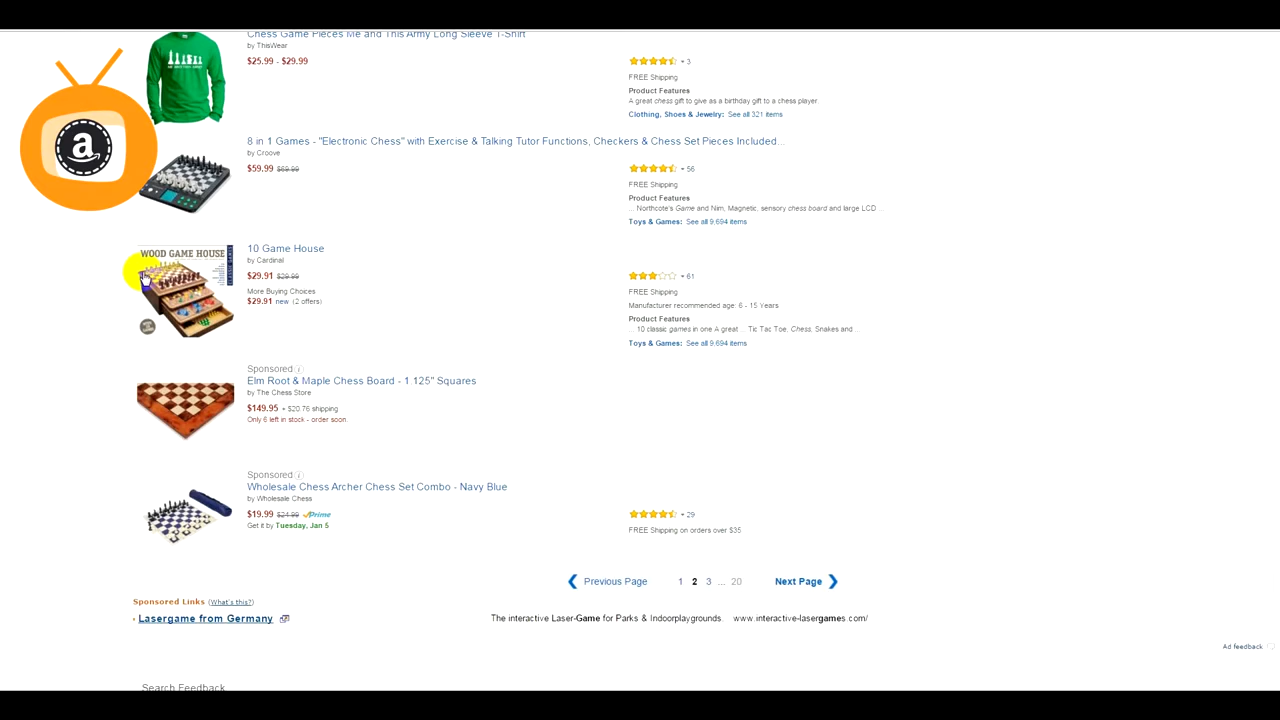 Chess Game Pieces Me and This Army Long Sleeve T-Shirt
by ThisWear
$25.99 - $29.99
3
FREE Shipping
Product Features
A great chess gift to give as a birthday gift to a chess player.
Clothing, Shoes & Jewelry: See all 321 items
a
8 in 1 Games - "Electronic Chess" with Exercise & Talking Tutor Functions, Checkers & Chess Set Pieces Included...
by Croove
$59.99 $69.99
56
FREE Shipping
Product Features
... Northcote's Game and Nim, Magnetic, sensory chess board and large LCD ...
Toys & Games: See all 9,694 items
WOOD GAME HOUSE
10 Game House
by Cardinal
$29.91 $29.99
More Buying Choices
$29.91 new (2 offers)
61
FREE Shipping
Manufacturer recommended age: 6 - 15 Years
Product Features
... 10 classic games in one A great ... Tic Tac Toe, Chess, Snakes and ...
Toys & Games: See all 9,694 items
Sponsored
Elm Root & Maple Chess Board - 1.125" Squares
by The Chess Store
$149.95 + $20.76 shipping
Only 6 left in stock - order soon.
Sponsored
Wholesale Chess Archer Chess Set Combo - Navy Blue
by Wholesale Chess
$19.99 $24.99 Prime
Get it by Tuesday, Jan 5
29
FREE Shipping on orders over $35
Previous Page 1 2 3 ... 20 Next Page
Sponsored Links (What's this?)
Lasergame from Germany
The interactive Laser-Game for Parks & Indoorplaygrounds. www.interactive-lasergames.com/
Ad feedback
Search Feedback